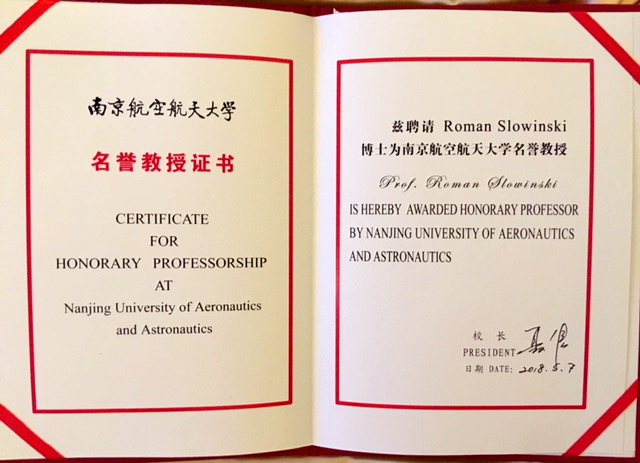 南京航空航天大学
名誉教授证书
CERTIFICATE
FOR
HONORARY PROFESSORSHIP
AT
Nanjing University of Aeronautics
and Astronautics
兹聘请 Roman Slowinski
博士为南京航空航天大学名誉教授
Prof. Roman Slowinski
IS HEREBY AWARDED HONORARY PROFESSOR
BY NANJING UNIVERSITY OF AERONAUTICS
AND ASTRONAUTICS
校 长
PRESIDENT
日期 DATE: 2018.5.7